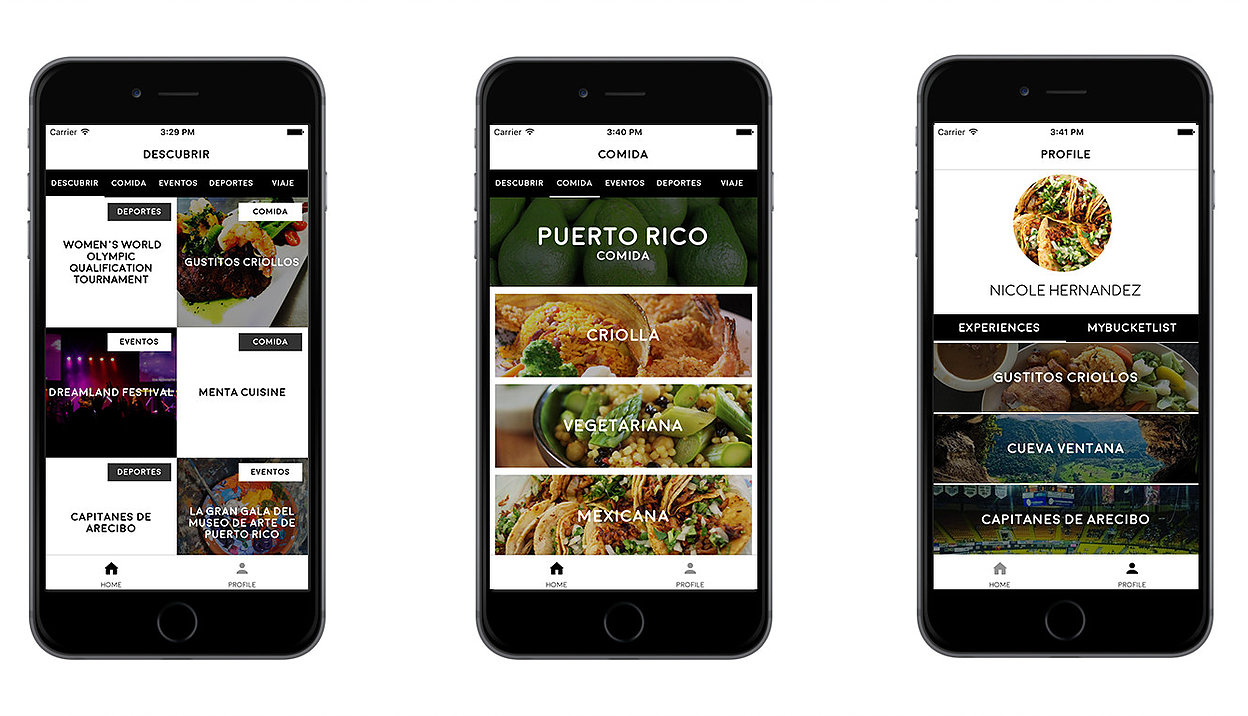 Carrier 3:29 PM
DESCUBRIR
DESCUBRIR COMIDA EVENTOS DEPORTES VIAJE
DEPORTES
WOMEN'S WORLD
OLYMPIC
QUALIFICATION
TOURNAMENT
COMIDA
GUSTITOS CRIOLLOS
EVENTOS
DREAMLAND FESTIVAL
COMIDA
MENTA CUISINE
DEPORTES
CAPITANES DE
ARECIBO
EVENTOS
LA GRAN GALA DEL
MUSEO DE ARTE DE
PUERTO RICO
HOME PROFILE
Carrier 3:40 PM
COMIDA
DESCUBRIR COMIDA EVENTOS DEPORTES VIAJE
PUERTO RICO
COMIDA
CRIOLLA
VEGETARIANA
MEXICANA
HOME PROFILE
Carrier 3:41 PM
PROFILE
NICOLE HERNANDEZ
EXPERIENCES MYBUCKETLIST
GUSTITOS CRIOLLOS
CUEVA VENTANA
CAPITANES DE ARECIBO
HOME PROFILE